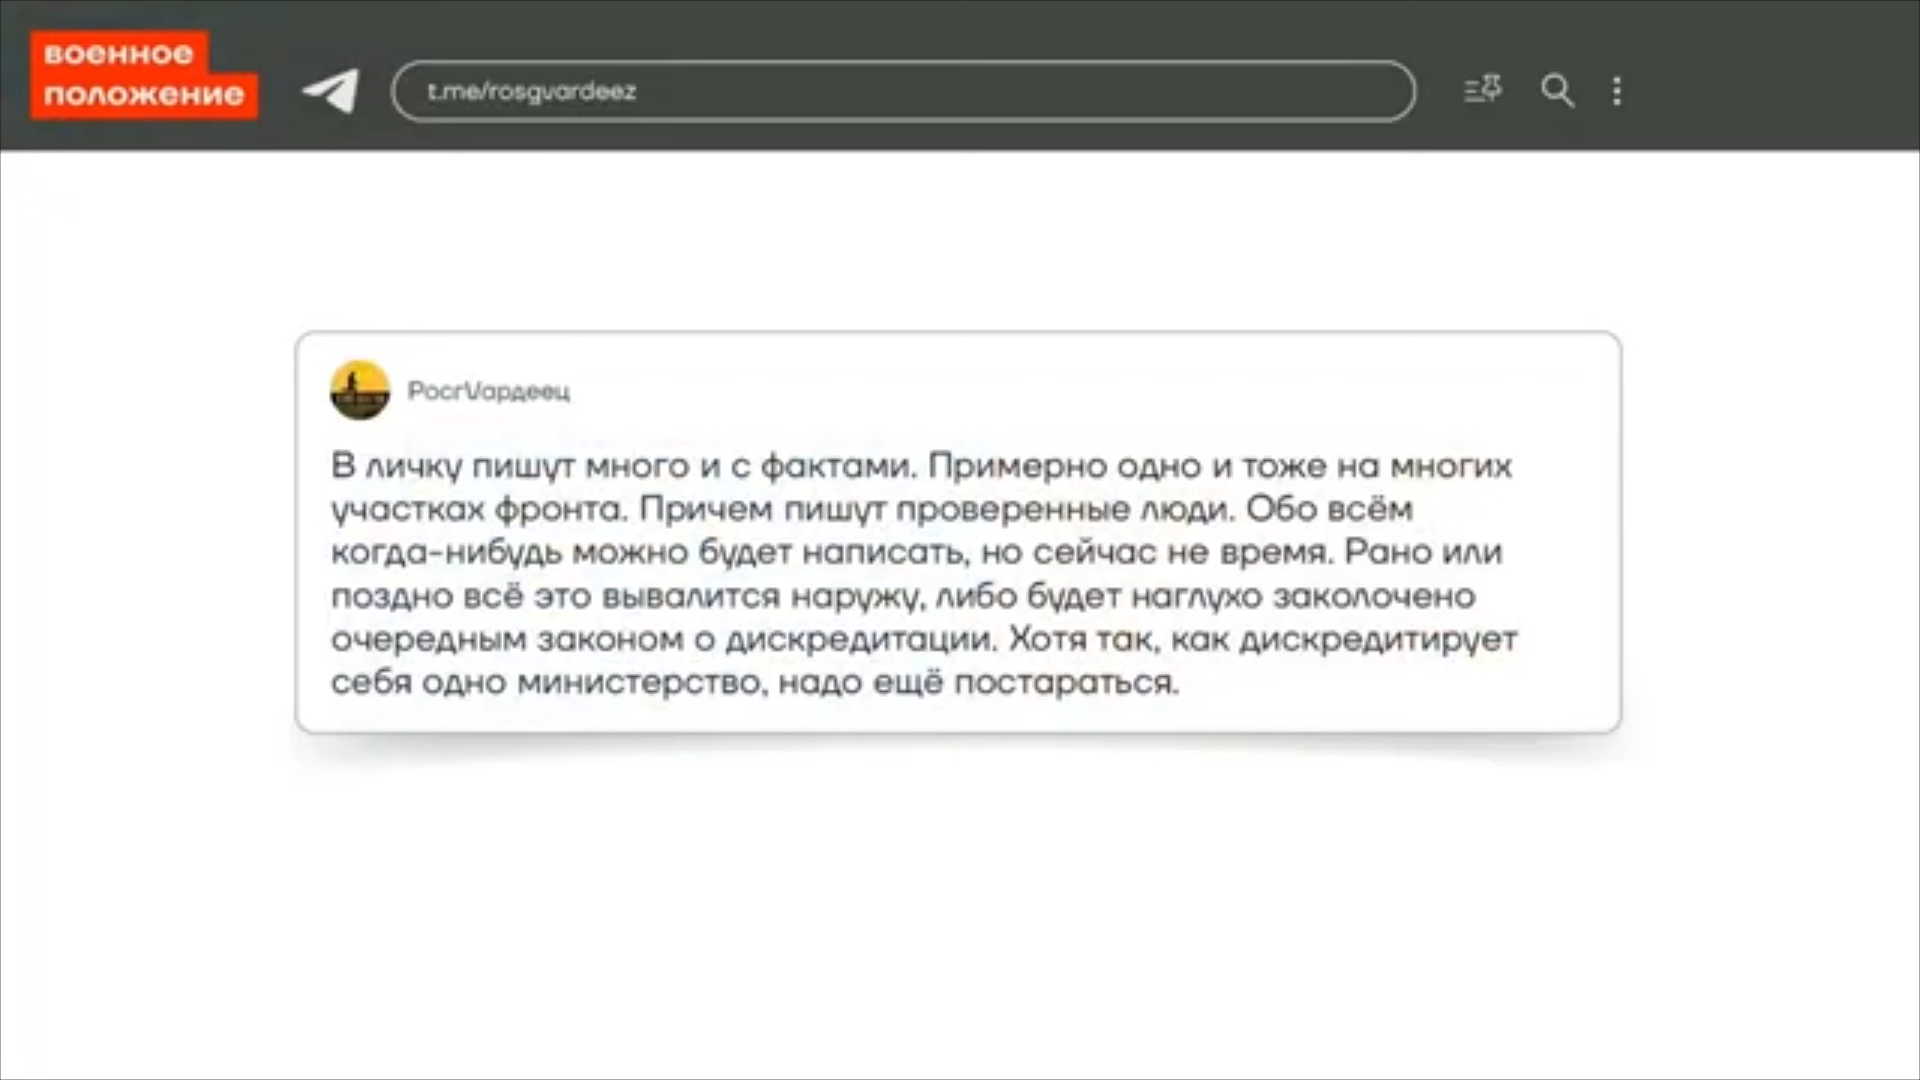 военное
положение
t.me/rosgvardeez
РосгVардеец
В личку пишут много и с фактами. Примерно одно и тоже на многих
участках фронта. Причем пишут проверенные люди. Обо всём
когда-нибудь можно будет написать, но сейчас не время. Рано или
поздно всё это вывалится наружу, либо будет наглухо заколочено
очередным законом о дискредитации. Хотя так, как дискредитирует
себя одно министерство, надо ещё постараться.